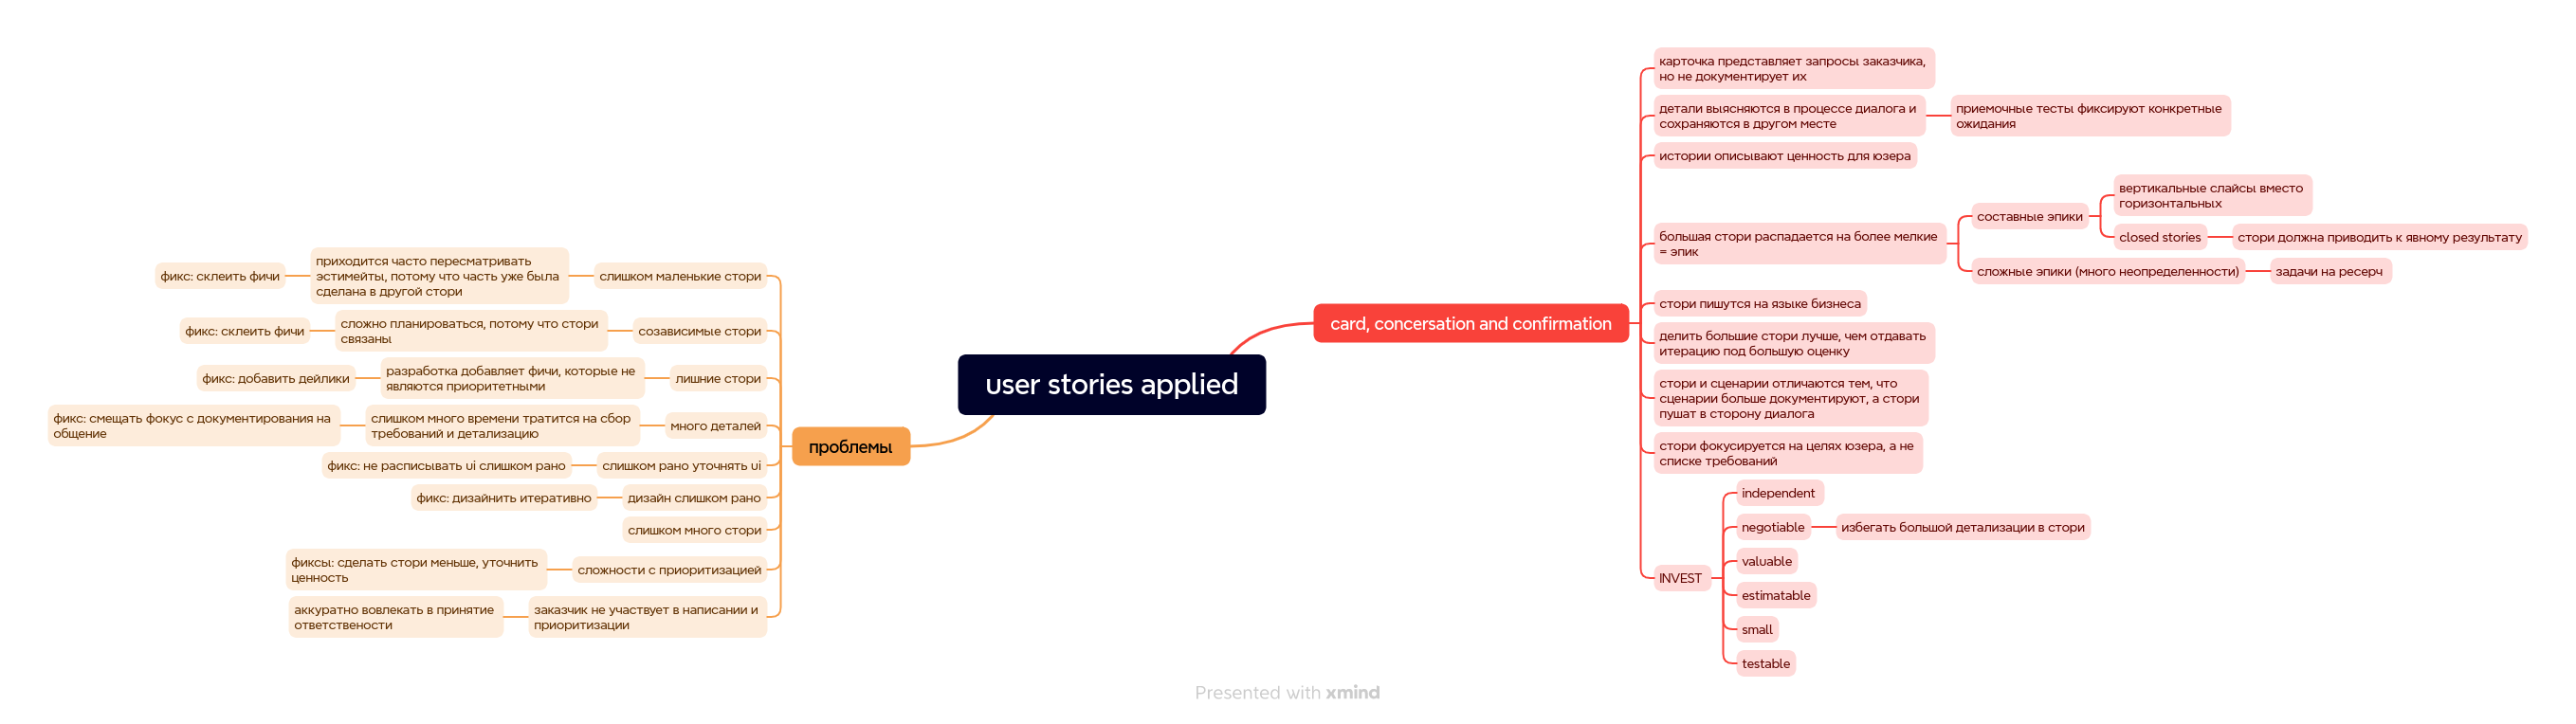 user stories applied
card, concersation and confirmation
карточка представляет запросы заказчика,
но не документирует их
детали выясняются в процессе диалога и
сохраняются в другом месте
приемочные тесты фиксируют конкретные
ожидания
истории описывают ценность для юзера
большая стори распадается на более мелкие
= эпик
составные эпики
вертикальные слайсы вместо
горизонтальных
closed stories
стори должна приводить к явному результату
сложные эпики (много неопределенности)
задачи на ресерч
стори пишутся на языке бизнеса
делить большие стори лучше, чем отдавать
итерацию под большую оценку
стори и сценарии отличаются тем, что
сценарии больше документируют, а стори
пушат в сторону диалога
стори фокусируется на целях юзера, а не
списке требований
INVEST
independent
negotiable
избегать большой детализации в стори
valuable
estimatable
small
testable
проблемы
слишком маленькие стори
приходится часто пересматривать
эстимейты, потому что часть уже была
сделана в другой стори
фикс: склеить фичи
созависимые стори
сложно планироваться, потому что стори
связаны
фикс: склеить фичи
лишние стори
разработка добавляет фичи, которые не
являются приоритетными
фикс: добавить дейлики
много деталей
слишком много времени тратится на сбор
требований и детализацию
фикс: смещать фокус с документирования на
общение
слишком рано уточнять ui
фикс: не расписывать ui слишком рано
дизайн слишком рано
фикс: дизайнить итеративно
слишком много стори
сложности с приоритизацией
фиксы: сделать стори меньше, уточнить
ценность
заказчик не участвует в написании и
приоритизации
аккуратно вовлекать в принятие
ответствености
Presented with xmind